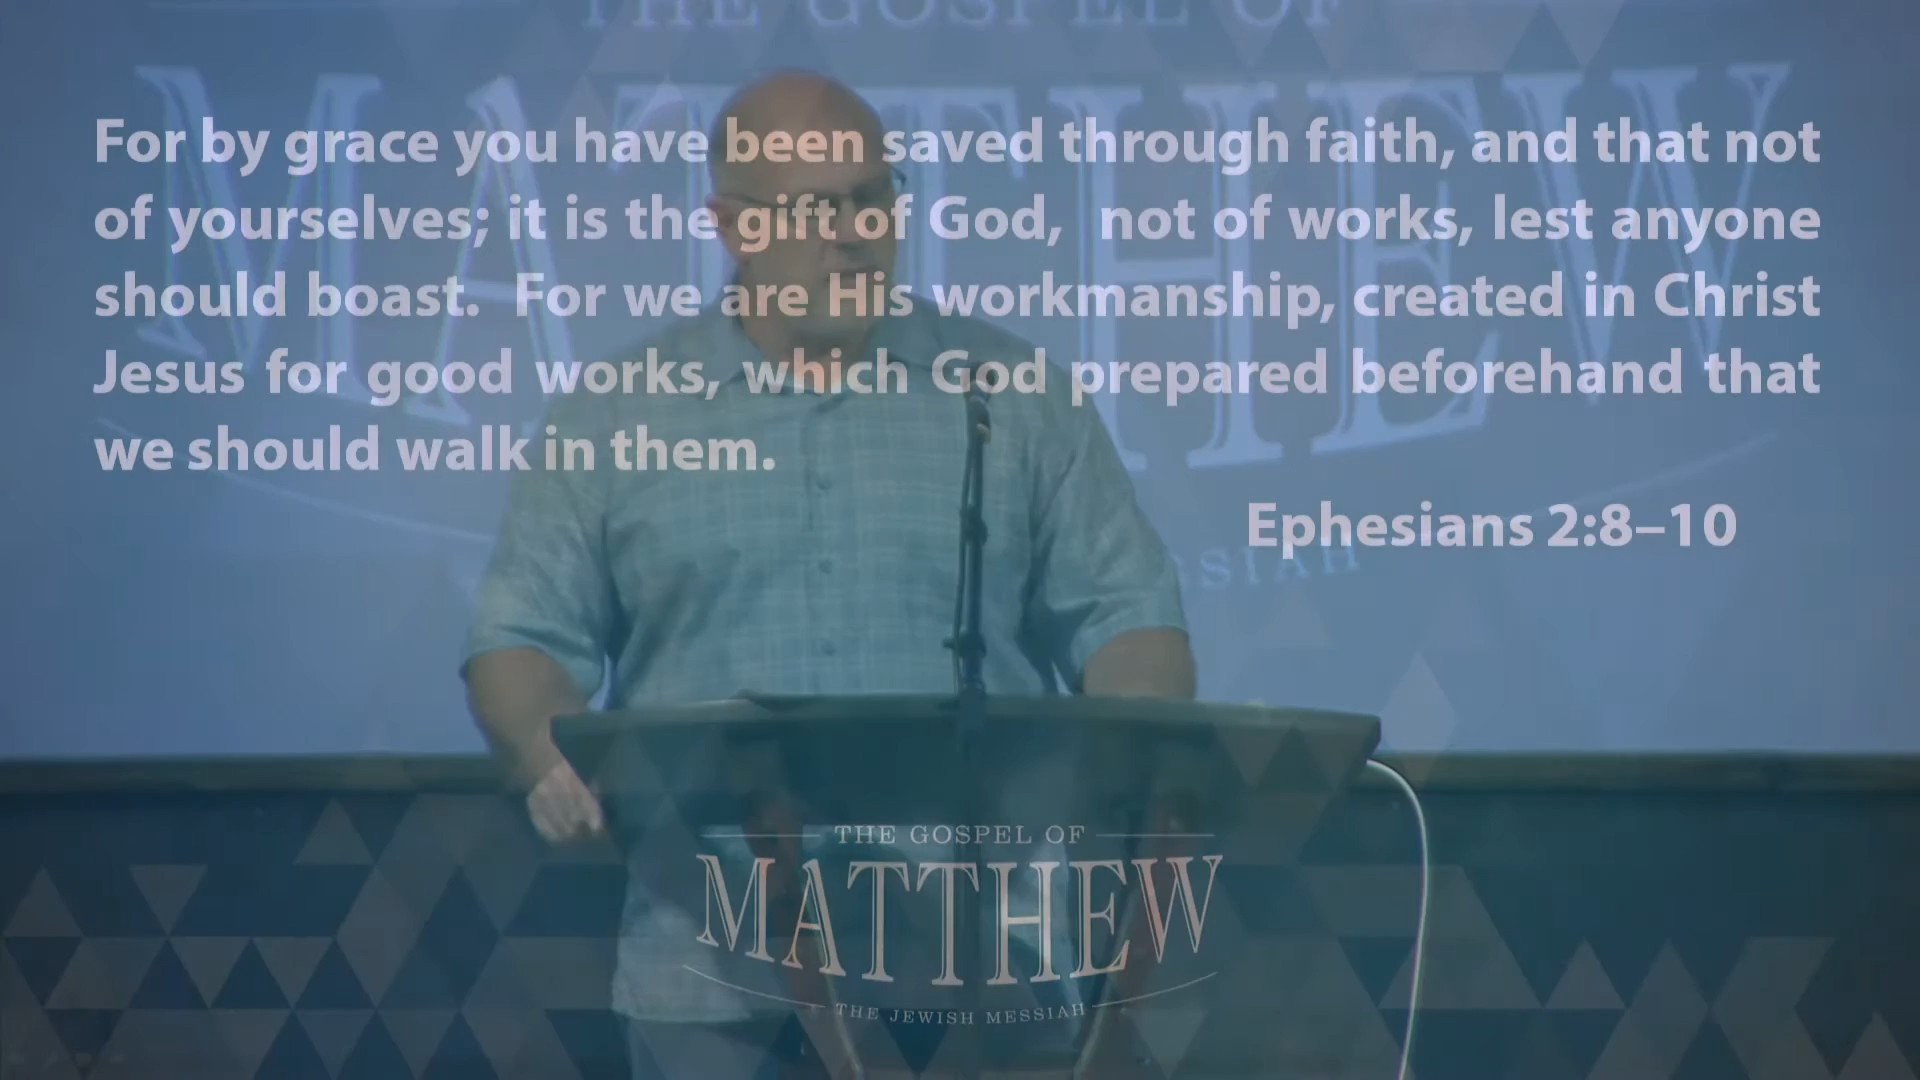 THE GOSPEL OF
MATTHEW
For by grace you have been saved through faith, and that not
of yourselves; it is the gift of God, not of works, lest anyone
should boast. For we are His workmanship, created in Christ
Jesus for good works, which God prepared beforehand that
we should walk in them.
Ephesians 2:8–10
SSIAH
THE GOSPEL OF
MATTHEW
THE JEWISH MESSIAH